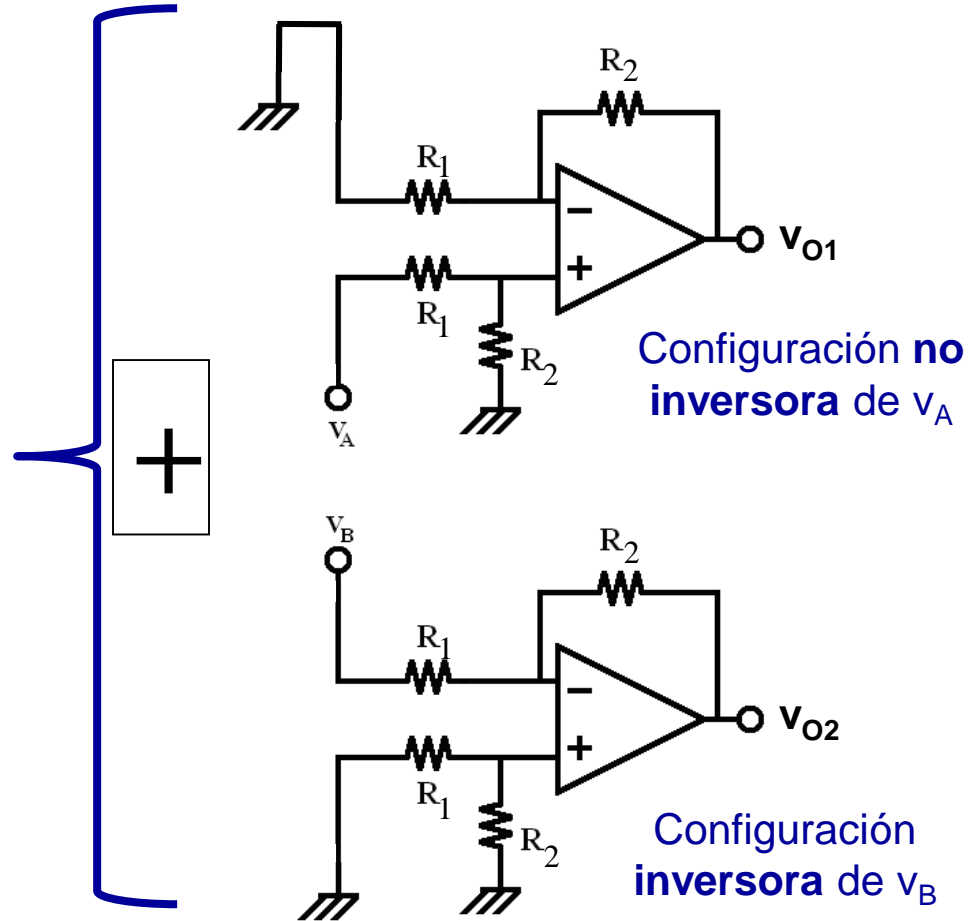 R2
R1
−
+
vO1
R1
R2
vA
Configuración no
inversora de vA
+
vB
R2
R1
−
+
vO2
R1
R2
Configuración
inversora de vB